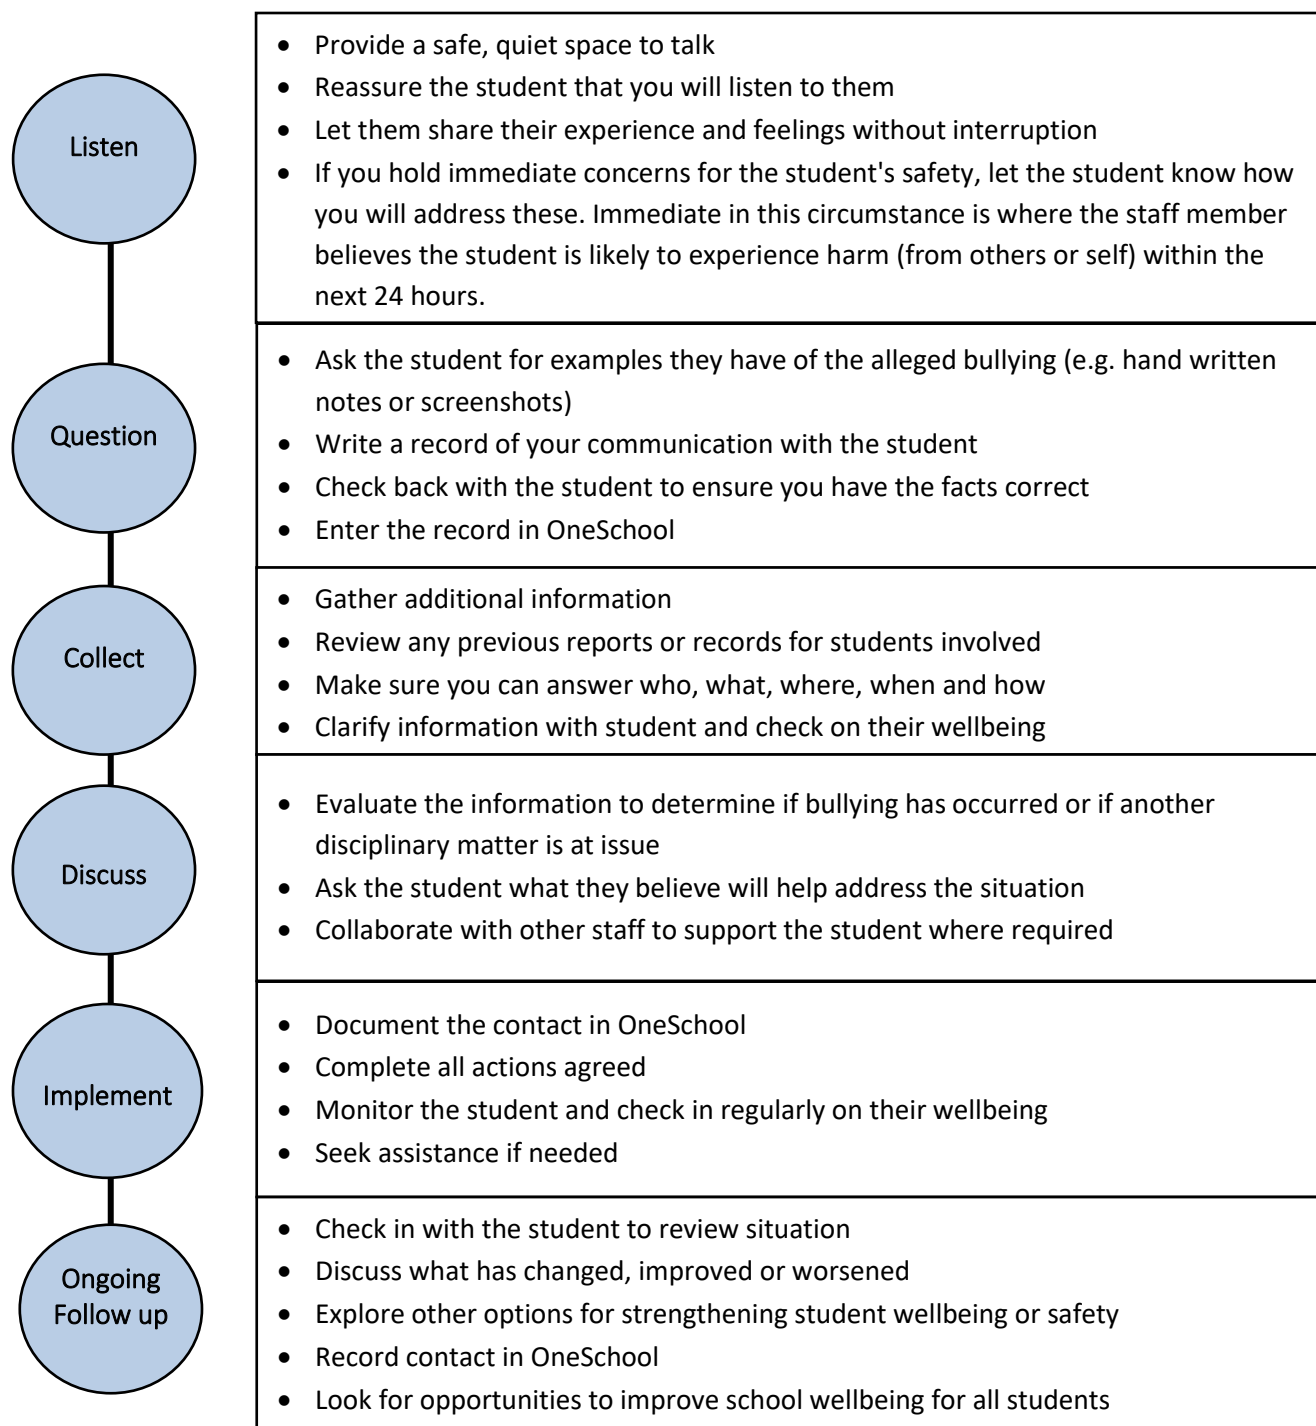 Listen
• Provide a safe, quiet space to talk
• Reassure the student that you will listen to them
• Let them share their experience and feelings without interruption
• If you hold immediate concerns for the student's safety, let the student know how
you will address these. Immediate in this circumstance is where the staff member
believes the student is likely to experience harm (from others or self) within the
next 24 hours.
Question
• Ask the student for examples they have of the alleged bullying (e.g. hand written
notes or screenshots)
• Write a record of your communication with the student
• Check back with the student to ensure you have the facts correct
• Enter the record in OneSchool
Collect
• Gather additional information
• Review any previous reports or records for students involved
• Make sure you can answer who, what, where, when and how
• Clarify information with student and check on their wellbeing
Discuss
• Evaluate the information to determine if bullying has occurred or if another
disciplinary matter is at issue
• Ask the student what they believe will help address the situation
• Collaborate with other staff to support the student where required
Implement
• Document the contact in OneSchool
• Complete all actions agreed
• Monitor the student and check in regularly on their wellbeing
• Seek assistance if needed
Ongoing
Follow up
• Check in with the student to review situation
• Discuss what has changed, improved or worsened
• Explore other options for strengthening student wellbeing or safety
• Record contact in OneSchool
• Look for opportunities to improve school wellbeing for all students